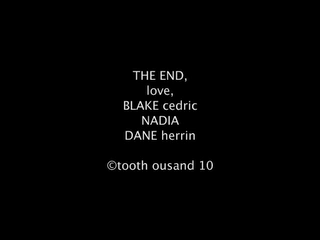 THE END,
love,
BLAKE cedric
NADIA
DANE herrin
©tooth ousand 10